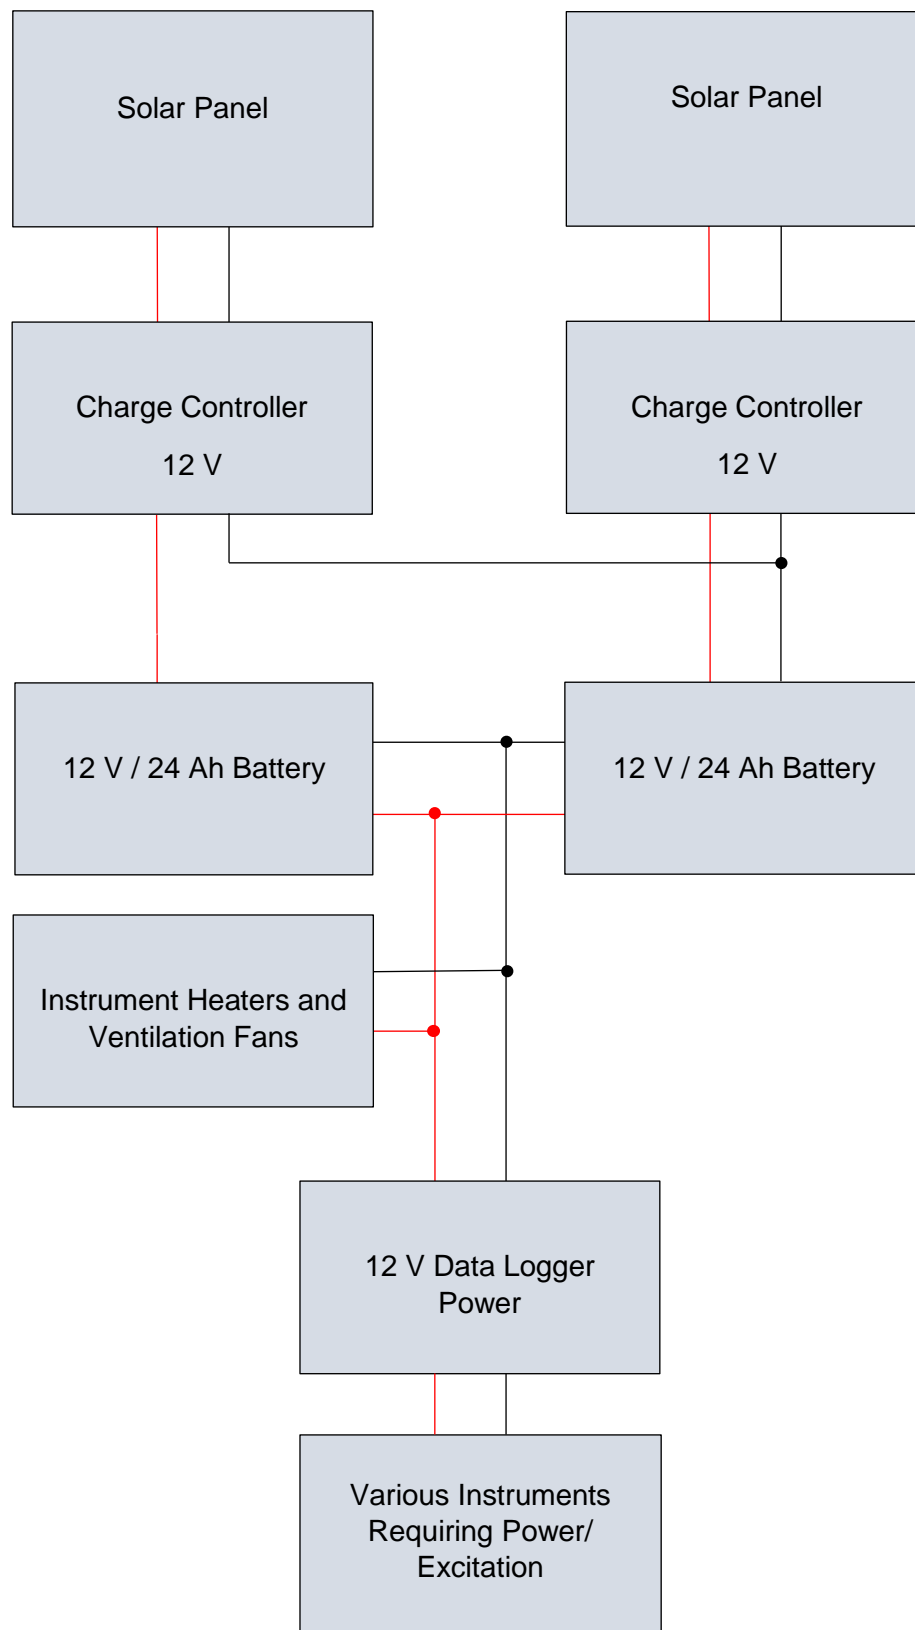 Solar Panel
Solar Panel
Charge Controller
12 V
Charge Controller
12 V
12 V / 24 Ah Battery
12 V / 24 Ah Battery
Instrument Heaters and
Ventilation Fans
12 V Data Logger
Power
Various Instruments
Requiring Power/
Excitation